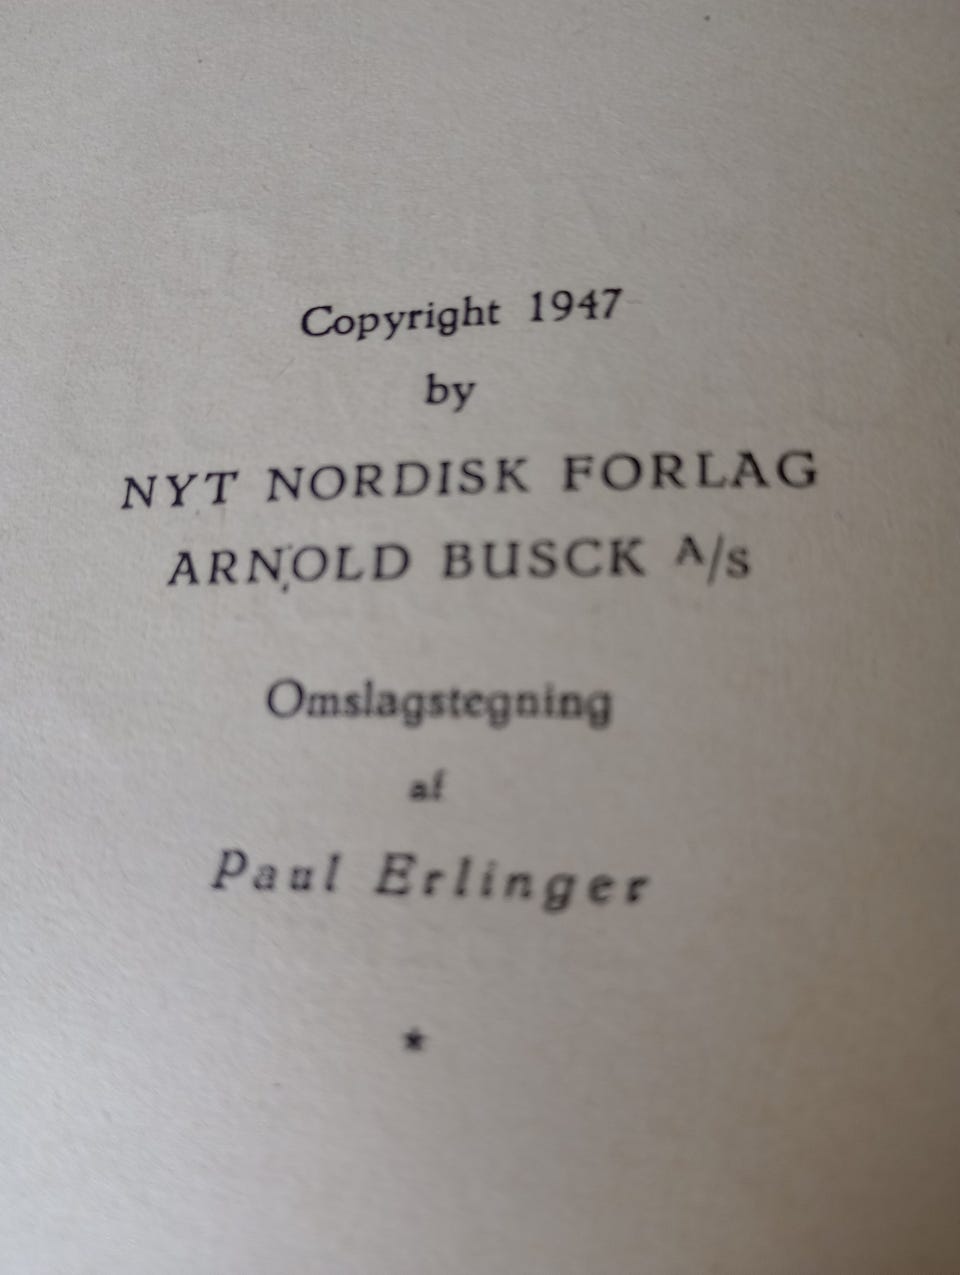 Copyright 1947
by
NYT NORDISK FORLAG
ARNOLD BUSCK A/S
Omslagstegning
af
Paul Erlinger
*